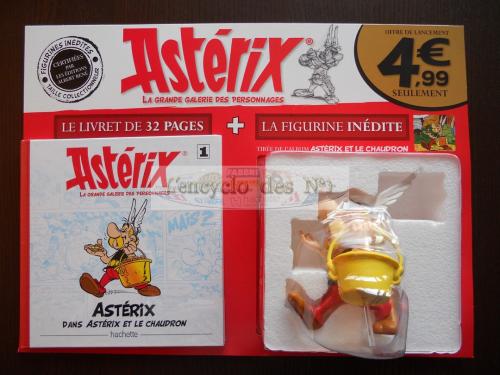 FIGURINES INÉDITES
CERTIFIÉES
PAR
LES ÉDITIONS
ALBERT RENÉ
TAILLE COLLECTIONNEUR
Astérix®
LA GRANDE GALERIE DES PERSONNAGES
OFFRE DE LANCEMENT
4€,99
SEULEMENT
LE LIVRET DE 32 PAGES
+
LA FIGURINE INÉDITE
TIRÉE DE L'ALBUM ASTÉRIX ET LE CHAUDRON
Astérix®
1
LA GRANDE GALERIE DES PERSONNAGES
L'encyclo des N°1
MAIS?
ASTÉRIX
DANS ASTÉRIX ET LE CHAUDRON
hachette